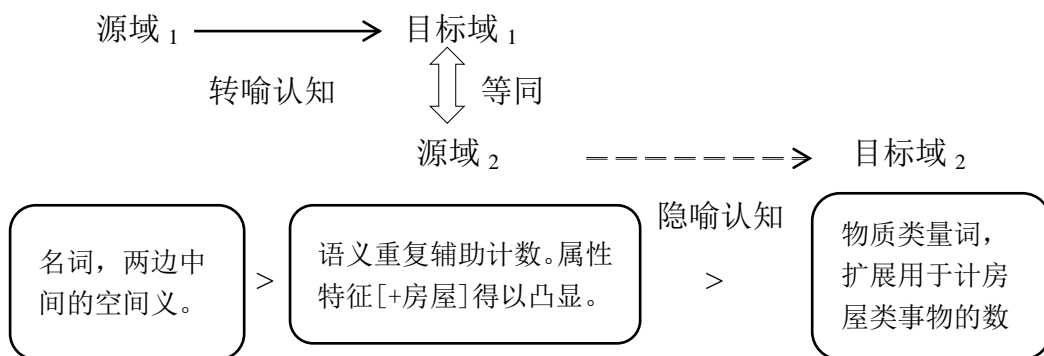 源域 1 目标域 1
转喻认知 等同
源域 2 目标域 2
隐喻认知
名词，两边中
间的空间义。
>
语义重复辅助计数。属性
特征[+房屋]得以凸显。
>
物质类量词，
扩展用于计房
屋类事物的数